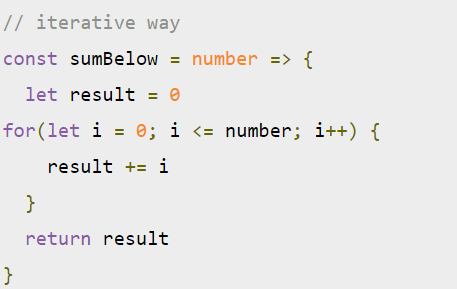 // iterative way
const sumBelow = number => {
  let result = 0
for(let i = 0; i <= number; i++) {
    result += i
  }
  return result
}